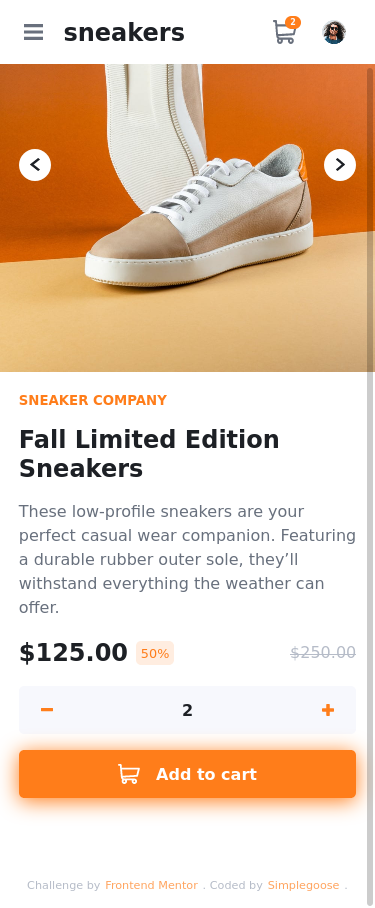 sneakers
2
SNEAKER COMPANY
Fall Limited Edition
Sneakers
These low-profile sneakers are your
perfect casual wear companion. Featuring
a durable rubber outer sole, they’ll
withstand everything the weather can
offer.
$125.00 50% $250.00
2
Add to cart
Challenge by Frontend Mentor . Coded by Simplegoose .